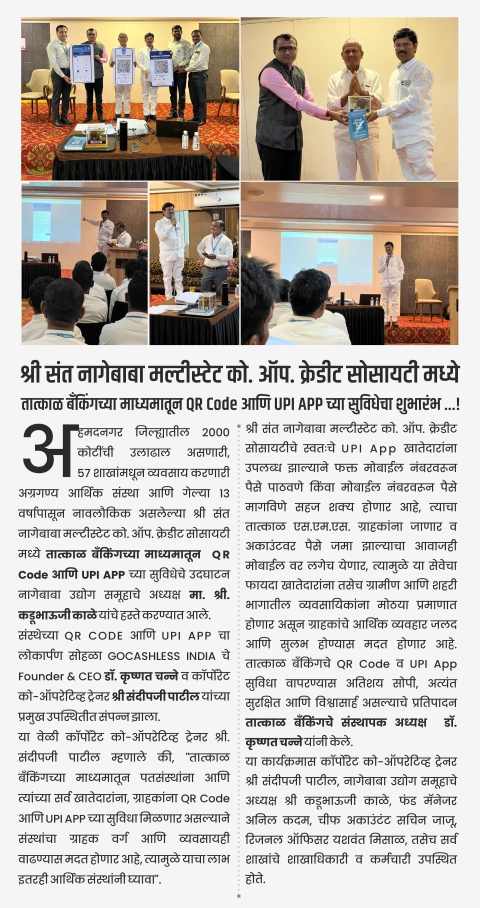 श्री संत नागेबाबा मल्टीस्टेट को. ऑप. क्रेडीट सोसायटी मध्ये
तात्काळ बँकिंगच्या माध्यमातून QR Code आणि UPI APP च्या सुविधेचा शुभारंभ ...!
अहमदनगर जिल्ह्यातील 2000
कोटींची उलाढाल असणारी,
57 शाखांमधून व्यवसाय करणारी
अग्रगण्य आर्थिक संस्था आणि गेल्या 13
वर्षापासून नावलौकिक असलेल्या श्री संत
नागेबाबा मल्टीस्टेट को. ऑप. क्रेडीट सोसायटी
मध्ये तात्काळ बँकिंगच्या माध्यमातून QR
Code आणि UPI APP च्या सुविधेचे उदघाटन
नागेबाबा उद्योग समूहाचे अध्यक्ष मा. श्री.
कडूभाऊजी काळे यांचे हस्ते करण्यात आले.
संस्थेच्या QR CODE आणि UPI APP चा
लोकार्पण सोहळा GOCASHLESS INDIA चे
Founder & CEO डॉ. कृष्णत चन्ने व कॉर्पोरेट
को-ऑपरेटिव्ह ट्रेनर श्री संदीपजी पाटील यांच्या
प्रमुख उपस्थितीत संपन्न झाला.
या वेळी कॉर्पोरेट को-ऑपरेटिव्ह ट्रेनर श्री.
संदीपजी पाटील म्हणाले की, "तात्काळ
बँकिंगच्या माध्यमातून पतसंस्थांना आणि
त्यांच्या सर्व खातेदारांना, ग्राहकांना QR Code
आणि UPI APP च्या सुविधा मिळणार असल्याने
संस्थांचा ग्राहक वर्ग आणि व्यवसायही
वाढण्यास मदत होणार आहे, त्यामुळे याचा लाभ
इतरही आर्थिक संस्थांनी घ्यावा".
श्री संत नागेबाबा मल्टीस्टेट को. ऑप. क्रेडीट
सोसायटीचे स्वतःचे UPI App खातेदारांना
उपलब्ध झाल्याने फक्त मोबाईल नंबरवरून
पैसे पाठवणे किंवा मोबाईल नंबरवरून पैसे
मागविणे सहज शक्य होणार आहे, त्याचा
तात्काळ एस.एम.एस. ग्राहकांना जाणार व
अकाउंटवर पैसे जमा झाल्याचा आवाजही
मोबाईल वर लगेच येणार, त्यामुळे या सेवेचा
फायदा खातेदारांना तसेच ग्रामीण आणि शहरी
भागातील व्यवसायिकांना मोठया प्रमाणात
होणार असून ग्राहकांचे आर्थिक व्यवहार जलद
आणि सुलभ होण्यास मदत होणार आहे.
तात्काळ बँकिंगचे QR Code व UPI App
सुविधा वापरण्यास अतिशय सोपी, अत्यंत
सुरक्षित आणि विश्वासार्ह असल्याचे प्रतिपादन
तात्काळ बँकिंगचे संस्थापक अध्यक्ष डॉ.
कृष्णत चन्ने यांनी केले.
या कार्यक्रमास कॉर्पोरेट को-ऑपरेटिव्ह ट्रेनर
श्री संदीपजी पाटील, नागेबाबा उद्योग समूहाचे
अध्यक्ष श्री कडूभाऊजी काळे, फंड मॅनेजर
अनिल कदम, चीफ अकाउंटंट सचिन जाजू,
रिजनल ऑफिसर यशवंत मिसाळ, तसेच सर्व
शाखांचे शाखाधिकारी व कर्मचारी उपस्थित
होते.